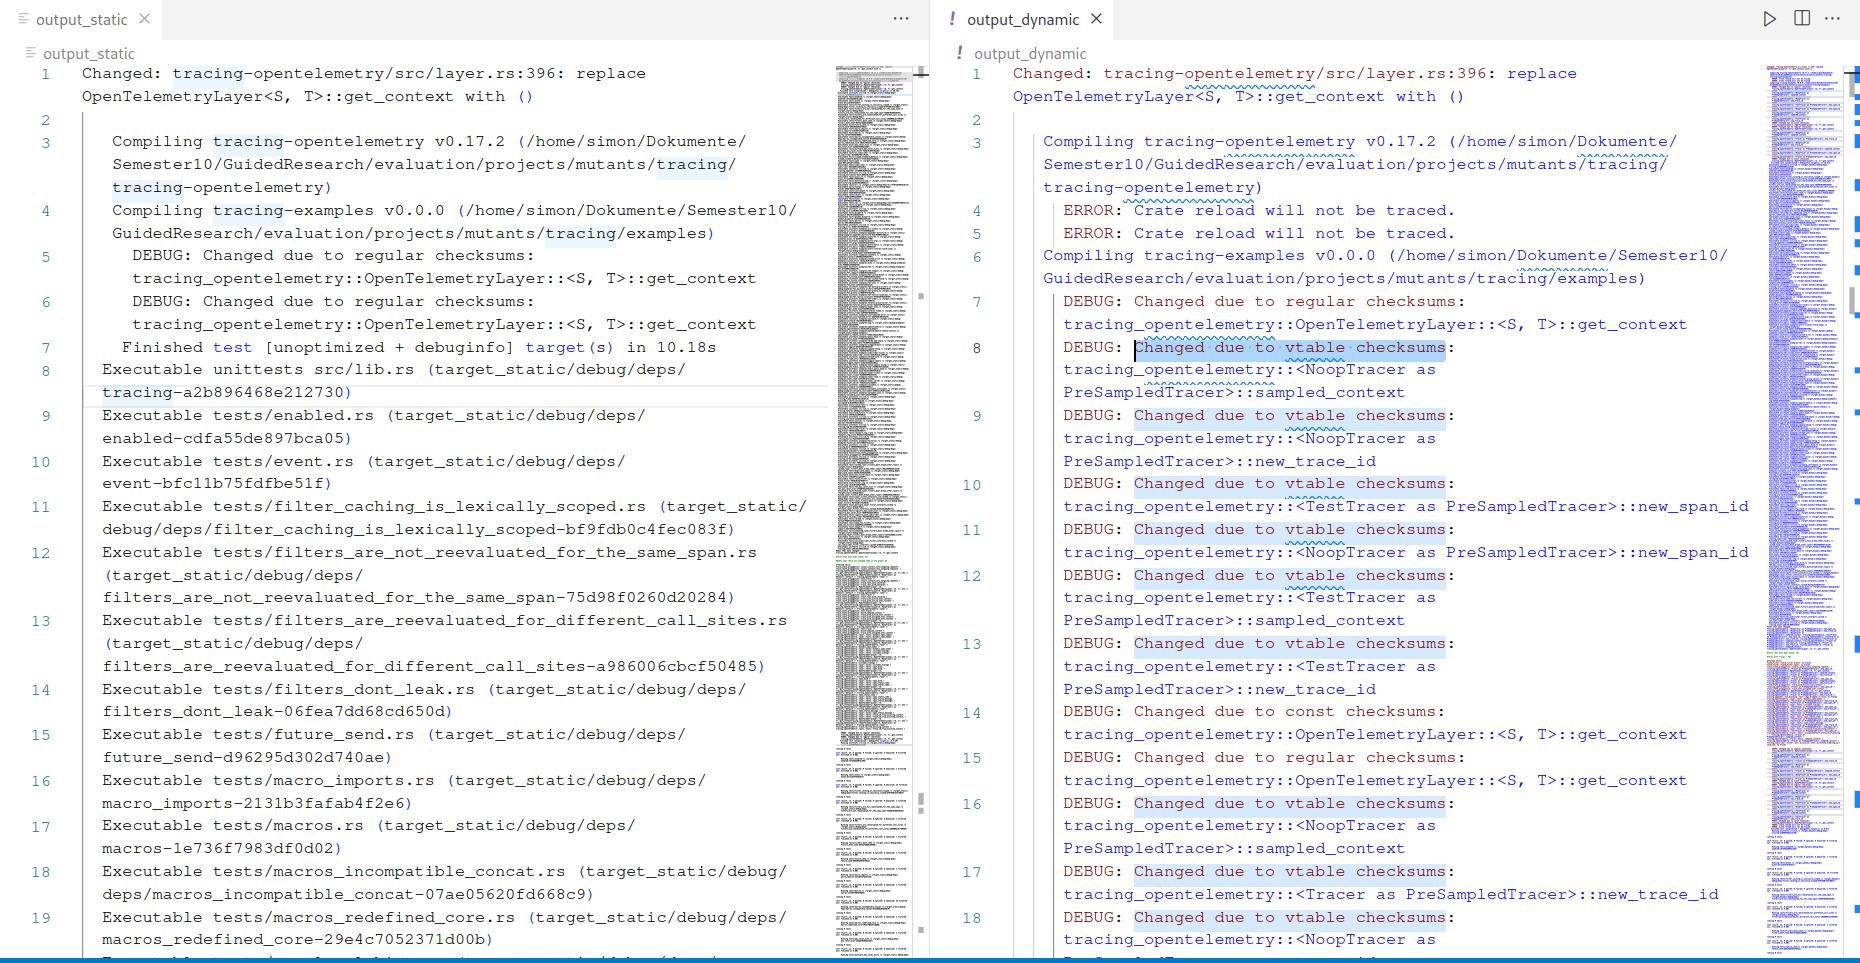 output_static
output_static
1 Changed: tracing-opentelemetry/src/layer.rs:396: replace
OpenTelemetryLayer<S, T>::get_context with ()
2
3 Compiling tracing-opentelemetry v0.17.2 (/home/simon/Dokumente/
Semester10/GuidedResearch/evaluation/projects/mutants/tracing/
tracing-opentelemetry)
4 Compiling tracing-examples v0.0.0 (/home/simon/Dokumente/Semester10/
GuidedResearch/evaluation/projects/mutants/tracing/examples)
5 DEBUG: Changed due to regular checksums:
tracing_opentelemetry::OpenTelemetryLayer::<S, T>::get_context
6 DEBUG: Changed due to regular checksums:
tracing_opentelemetry::OpenTelemetryLayer::<S, T>::get_context
7 Finished test [unoptimized + debuginfo] target(s) in 10.18s
8 Executable unittests src/lib.rs (target_static/debug/deps/
tracing-a2b896468e212730)
9 Executable tests/enabled.rs (target_static/debug/deps/
enabled-cdfa55de897bca05)
10 Executable tests/event.rs (target_static/debug/deps/
event-bfc11b75fdfbe51f)
11 Executable tests/filter_caching_is_lexically_scoped.rs (target_static/
debug/deps/filter_caching_is_lexically_scoped-bf9fdb0c4fec083f)
12 Executable tests/filters_are_not_reevaluated_for_the_same_span.rs
(target_static/debug/deps/
filters_are_not_reevaluated_for_the_same_span-75d98f0260d20284)
13 Executable tests/filters_are_reevaluated_for_different_call_sites.rs
(target_static/debug/deps/
filters_are_reevaluated_for_different_call_sites-a986006cbcf50485)
14 Executable tests/filters_dont_leak.rs (target_static/debug/deps/
filters_dont_leak-06fea7dd68cd650d)
15 Executable tests/future_send.rs (target_static/debug/deps/
future_send-d96295d302d740ae)
16 Executable tests/macro_imports.rs (target_static/debug/deps/
macro_imports-2131b3fafab4f2e6)
17 Executable tests/macros.rs (target_static/debug/deps/
macros-1e736f7983df0d02)
18 Executable tests/macros_incompatible_concat.rs (target_static/debug/
deps/macros_incompatible_concat-07ae05620fd668c9)
19 Executable tests/macros_redefined_core.rs (target_static/debug/deps/
macros_redefined_core-29e4c7052371d00b)
! output_dynamic
! output_dynamic
1 Changed: tracing-opentelemetry/src/layer.rs:396: replace
OpenTelemetryLayer<S, T>::get_context with ()
2
3 Compiling tracing-opentelemetry v0.17.2 (/home/simon/Dokumente/
Semester10/GuidedResearch/evaluation/projects/mutants/tracing/
tracing-opentelemetry)
4 ERROR: Crate reload will not be traced.
5 ERROR: Crate reload will not be traced.
6 Compiling tracing-examples v0.0.0 (/home/simon/Dokumente/Semester10/
GuidedResearch/evaluation/projects/mutants/tracing/examples)
7 DEBUG: Changed due to regular checksums:
tracing_opentelemetry::OpenTelemetryLayer::<S, T>::get_context
8 DEBUG: Changed due to vtable checksums:
tracing_opentelemetry::<NoopTracer as
PreSampledTracer>::sampled_context
9 DEBUG: Changed due to vtable checksums:
tracing_opentelemetry::<NoopTracer as
PreSampledTracer>::new_trace_id
10 DEBUG: Changed due to vtable checksums:
tracing_opentelemetry::<TestTracer as PreSampledTracer>::new_span_id
11 DEBUG: Changed due to vtable checksums:
tracing_opentelemetry::<NoopTracer as PreSampledTracer>::new_span_id
12 DEBUG: Changed due to vtable checksums:
tracing_opentelemetry::<TestTracer as
PreSampledTracer>::sampled_context
13 DEBUG: Changed due to vtable checksums:
tracing_opentelemetry::<TestTracer as
PreSampledTracer>::new_trace_id
14 DEBUG: Changed due to const checksums:
tracing_opentelemetry::OpenTelemetryLayer::<S, T>::get_context
15 DEBUG: Changed due to regular checksums:
tracing_opentelemetry::OpenTelemetryLayer::<S, T>::get_context
16 DEBUG: Changed due to vtable checksums:
tracing_opentelemetry::<NoopTracer as
PreSampledTracer>::sampled_context
17 DEBUG: Changed due to vtable checksums:
tracing_opentelemetry::<Tracer as PreSampledTracer>::new_trace_id
18 DEBUG: Changed due to vtable checksums:
tracing_opentelemetry::<NoopTracer as